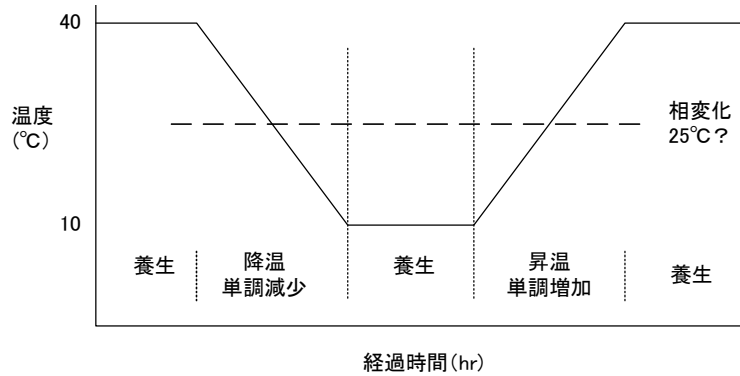 40
温度
(℃)
相変化
25℃?
10
養生
降温
単調減少
養生
昇温
単調増加
養生
経過時間(hr)